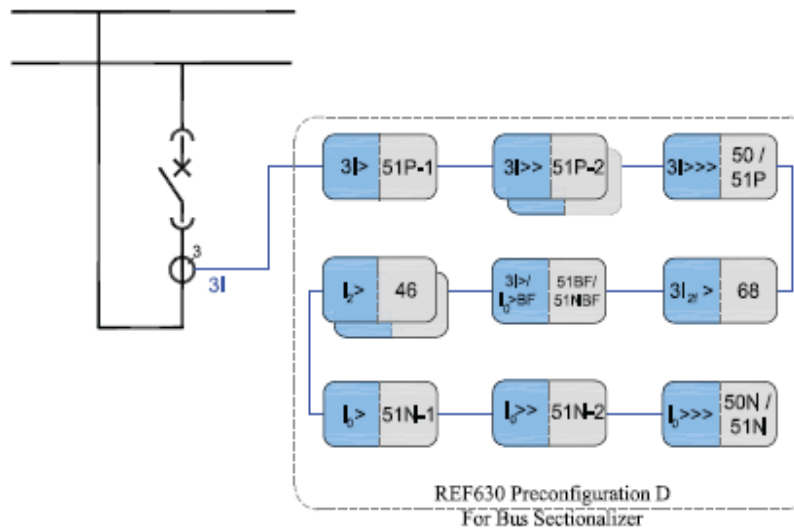 3I> 51P-1
3I>> 51P-2
3I>>> 50 /
51P
3
3I
I2> 46
3I>/
I0>BF
51BF/
51NBF
3I2f > 68
I0> 51N-1
I0>> 51N-2
I0>>> 50N /
51N
REF630 Preconfiguration D
For Bus Sectionalizer